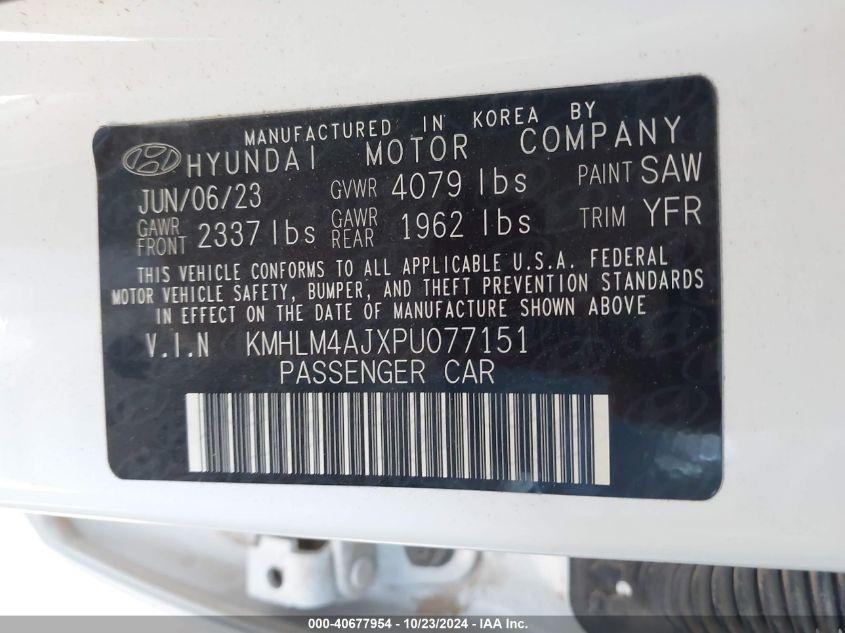 MANUFACTURED IN KOREA BY
HYUNDAI MOTOR COMPANY
JUN/06/23 GVWR 4079 lbs PAINT SAW
GAWR FRONT 2337 lbs GAWR REAR 1962 lbs TRIM YFR
THIS VEHICLE CONFORMS TO ALL APPLICABLE U.S.A. FEDERAL
MOTOR VEHICLE SAFETY, BUMPER, AND THEFT PREVENTION STANDARDS
IN EFFECT ON THE DATE OF MANUFACTURE SHOWN ABOVE
V.I.N KMHLM4AJXPU077151
PASSENGER CAR
000-40677954 - 10/23/2024 - IAA Inc.